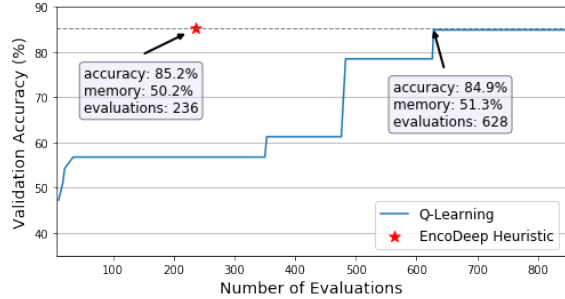 90
80
70
60
50
40
Validation Accuracy (%)
accuracy: 85.2%
memory: 50.2%
evaluations: 236
accuracy: 84.9%
memory: 51.3%
evaluations: 628
Q-Learning
EncoDeep Heuristic
100 200 300 400 500 600 700 800
Number of Evaluations